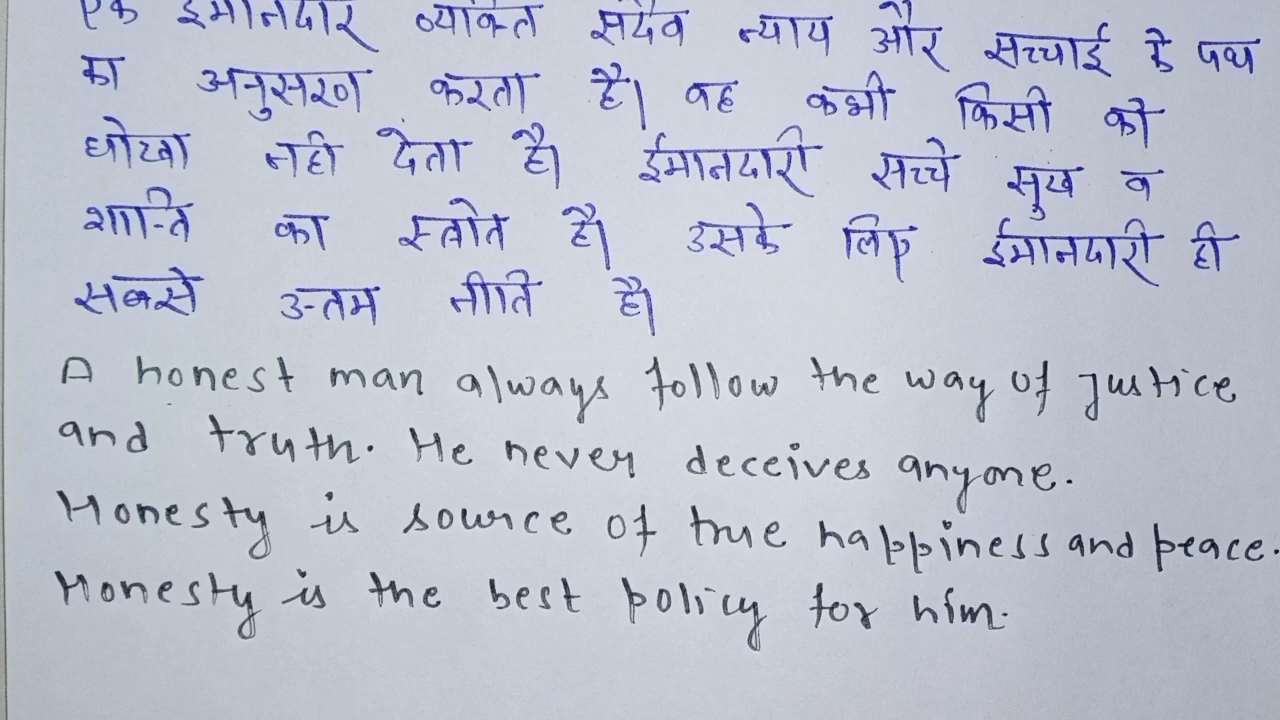 एक ईमानदार व्यक्ति सदैव न्याय और सच्चाई के पथ
का अनुसरण करता है। वह कभी किसी को
धोखा नही देता है। ईमानदारी सच्चे सुख व
शान्ति का स्त्रोत है। उसके लिए ईमानदारी ही
सबसे उत्तम नीति है।
A honest man always follow the way of justice
and truth. He never deceives anyone.
Honesty is source of true happiness and peace.
Honesty is the best policy for him.